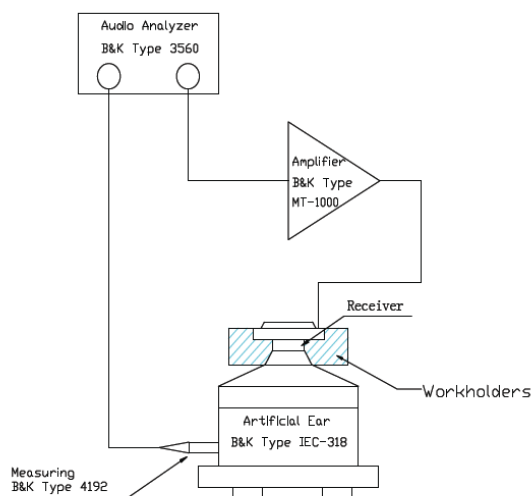 Audio Analyzer
B&K Type 3560
Amplifier
B&K Type
MT-1000
Receiver
Workholders
Artificial Ear
B&K Type IEC-318
Measuring
B&K Type 4192